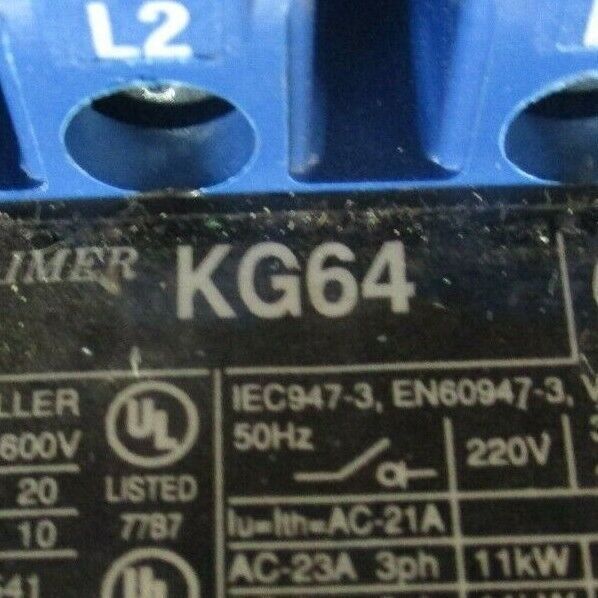 L2
IMER KG64
LLER
600V
20
10
UL
LISTED
7787
IEC947-3, EN60947-3, V
50Hz 220V
Iu=Ith=AC-21A
AC-23A 3ph 11kW